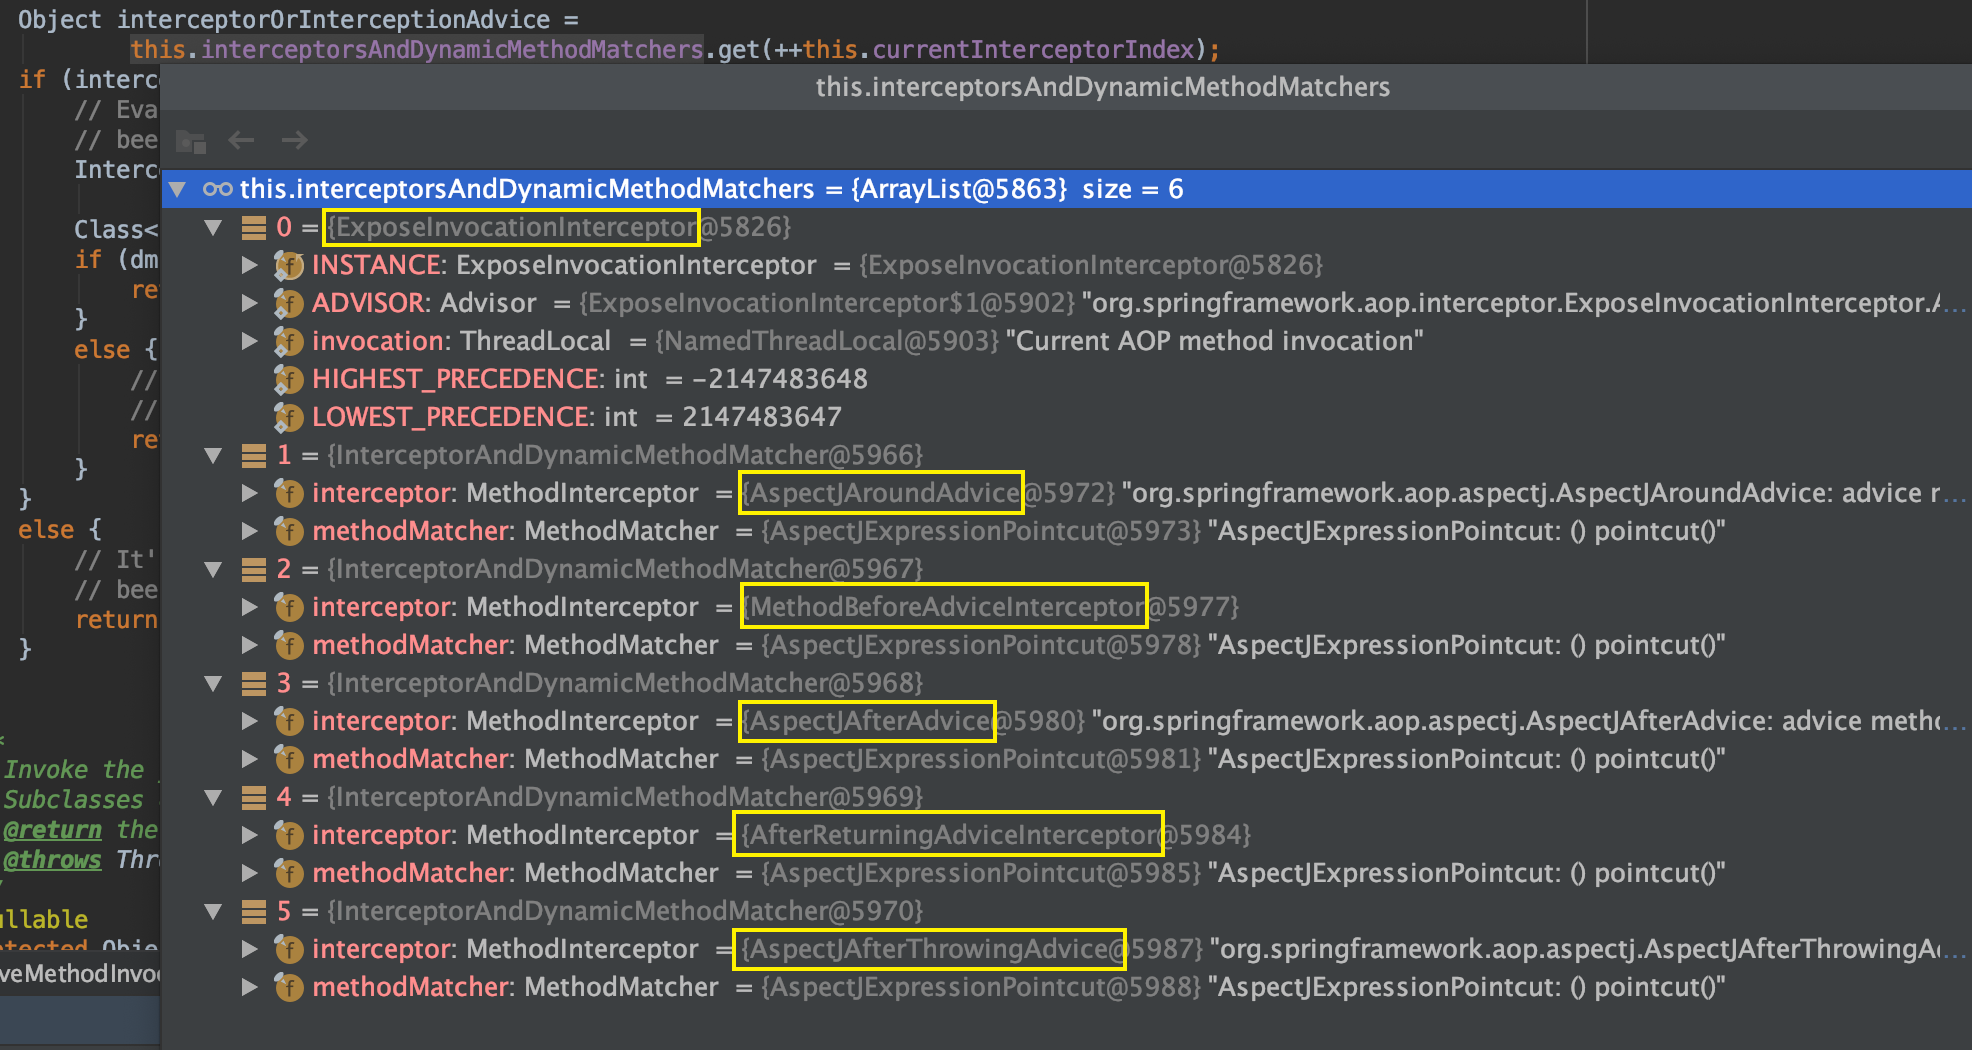 Object interceptorOrInterceptionAdvice =
this.interceptorsAndDynamicMethodMatchers.get(++this.currentInterceptorIndex);
if (interc
this.interceptorsAndDynamicMethodMatchers
// Eva
// bee
Interc
this.interceptorsAndDynamicMethodMatchers = {ArrayList@5863} size = 6
Class< 0 = {ExposeInvocationInterceptor@5826}
if (dm INSTANCE: ExposeInvocationInterceptor = {ExposeInvocationInterceptor@5826}
re ADVISOR: Advisor = {ExposeInvocationInterceptor$1@5902} "org.springframework.aop.interceptor.ExposeInvocationInterceptor.A...
} invocation: ThreadLocal = {NamedThreadLocal@5903} "Current AOP method invocation"
else {
// HIGHEST_PRECEDENCE: int = -2147483648
// LOWEST_PRECEDENCE: int = 2147483647
re 1 = {InterceptorAndDynamicMethodMatcher@5966}
}
} interceptor: MethodInterceptor = {AspectJAroundAdvice@5972} "org.springframework.aop.aspectj.AspectJAroundAdvice: advice r...
else { methodMatcher: MethodMatcher = {AspectJExpressionPointcut@5973} "AspectJExpressionPointcut: () pointcut()"
// It' 2 = {InterceptorAndDynamicMethodMatcher@5967}
// bee
return interceptor: MethodInterceptor = {MethodBeforeAdviceInterceptor@5977}
} methodMatcher: MethodMatcher = {AspectJExpressionPointcut@5978} "AspectJExpressionPointcut: () pointcut()"
3 = {InterceptorAndDynamicMethodMatcher@5968}
interceptor: MethodInterceptor = {AspectJAfterAdvice@5980} "org.springframework.aop.aspectj.AspectJAfterAdvice: advice metho...
methodMatcher: MethodMatcher = {AspectJExpressionPointcut@5981} "AspectJExpressionPointcut: () pointcut()"
Invoke the
Subclasses 4 = {InterceptorAndDynamicMethodMatcher@5969}
@return the interceptor: MethodInterceptor = {AfterReturningAdviceInterceptor@5984}
@throws Thr methodMatcher: MethodMatcher = {AspectJExpressionPointcut@5985} "AspectJExpressionPointcut: () pointcut()"
ullable 5 = {InterceptorAndDynamicMethodMatcher@5970}
otected Obje interceptor: MethodInterceptor = {AspectJAfterThrowingAdvice@5987} "org.springframework.aop.aspectj.AspectJAfterThrowingAd...
veMethodInvoc methodMatcher: MethodMatcher = {AspectJExpressionPointcut@5988} "AspectJExpressionPointcut: () pointcut()"